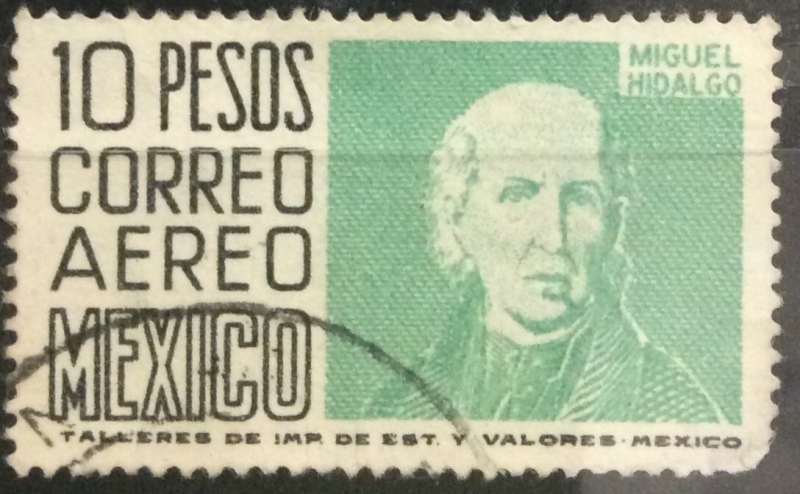 10 PESOS
CORREO
AEREO
MEXICO
MIGUEL
HIDALGO
TALLERES DE IMP. DE EST. Y VALORES-MEXICO